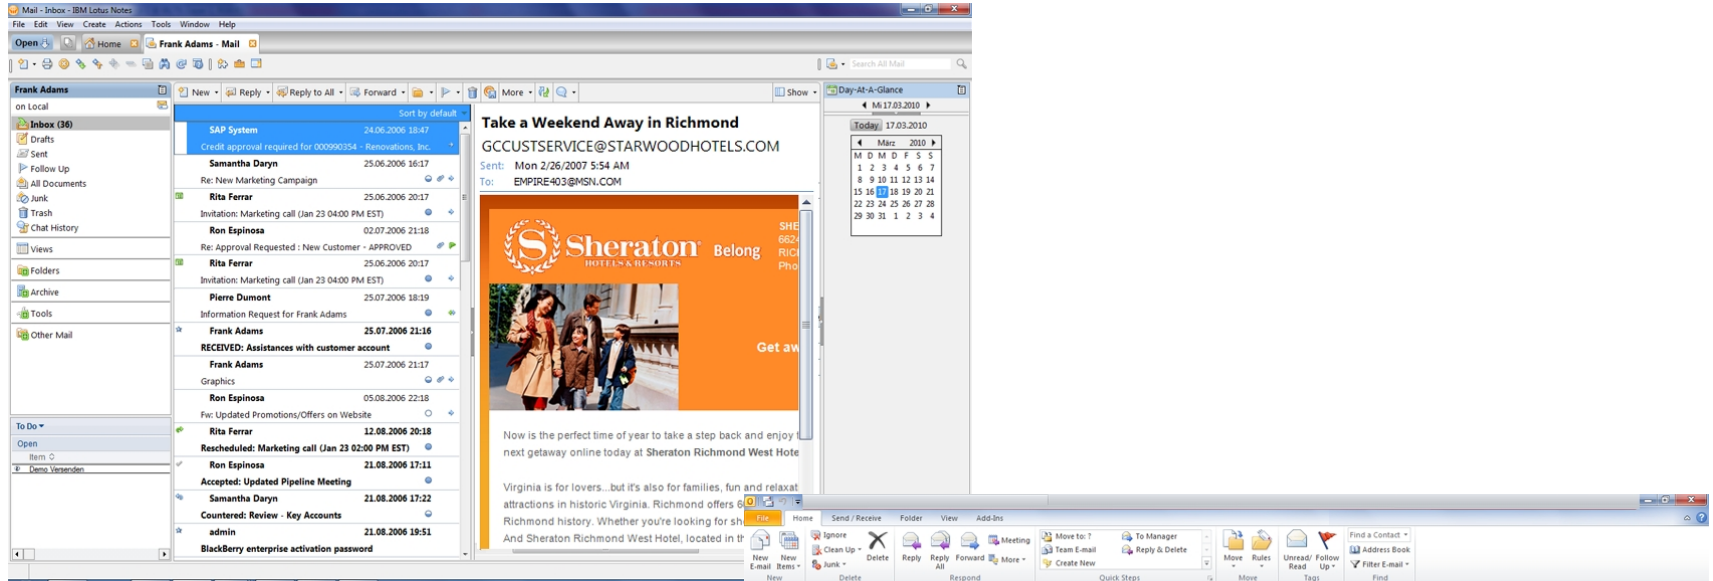 Mail - Inbox - IBM Lotus Notes
File Edit View Create Actions Tools Window Help
Open Home Frank Adams - Mail
Search All Mail
Frank Adams
on Local
Inbox (36)
Drafts
Sent
Follow Up
All Documents
Junk
Trash
Chat History
Views
Folders
Archive
Tools
Other Mail
To Do
Open
Item
Demo Versenden
New Reply Reply to All Forward More Show
Sort by default
SAP System 24.06.2006 18:47
Credit approval required for 000990354 - Renovations, Inc.
Samantha Daryn 25.06.2006 16:17
Re: New Marketing Campaign
Rita Ferrar 25.06.2006 20:17
Invitation: Marketing call (Jan 23 04:00 PM EST)
Ron Espinosa 02.07.2006 21:18
Re: Approval Requested : New Customer - APPROVED
Rita Ferrar 25.06.2006 20:17
Invitation: Marketing call (Jan 23 04:00 PM EST)
Pierre Dumont 25.07.2006 18:19
Information Request for Frank Adams
Frank Adams 25.07.2006 21:16
RECEIVED: Assistances with customer account
Frank Adams 25.07.2006 21:17
Graphics
Ron Espinosa 05.08.2006 22:18
Fw: Updated Promotions/Offers on Website
Rita Ferrar 12.08.2006 20:18
Rescheduled: Marketing call (Jan 23 02:00 PM EST)
Ron Espinosa 21.08.2006 17:11
Accepted: Updated Pipeline Meeting
Samantha Daryn 21.08.2006 17:22
Countered: Review - Key Accounts
admin 21.08.2006 19:51
BlackBerry enterprise activation password
Take a Weekend Away in Richmond
GCCUSTSERVICE@STARWOODHOTELS.COM
Sent: Mon 2/26/2007 5:54 AM
To: EMPIRE403@MSN.COM
S Sheraton Belong
HOTELS & RESORTS
SHE
6624
RIC
Pho
Get aw
Now is the perfect time of year to take a step back and enjoy
next getaway online today at Sheraton Richmond West Hote
Virginia is for lovers...but it's also for families, fun and relaxat
attractions in historic Virginia. Richmond offers 6
Richmond history. Whether you're looking for sh
And Sheraton Richmond West Hotel, located in th
Day-At-A-Glance
Mi 17.03.2010
Today 17.03.2010
März 2010
M D M D F S S
1 2 3 4 5 6 7
8 9 10 11 12 13 14
15 16 17 18 19 20 21
22 23 24 25 26 27 28
29 30 31 1 2 3 4
File Home Send / Receive Folder View Add-Ins
New E-mail
New Items
New
Ignore
Clean Up
Junk
Delete
Delete
Reply
Reply All
Forward
Meeting
More
Respond
Move to: ?
Team E-mail
Create New
To Manager
Reply & Delete
Quick Steps
Move
Rules
Move
Unread/ Read
Follow Up
Tags
Find a Contact
Address Book
Filter E-mail
Find